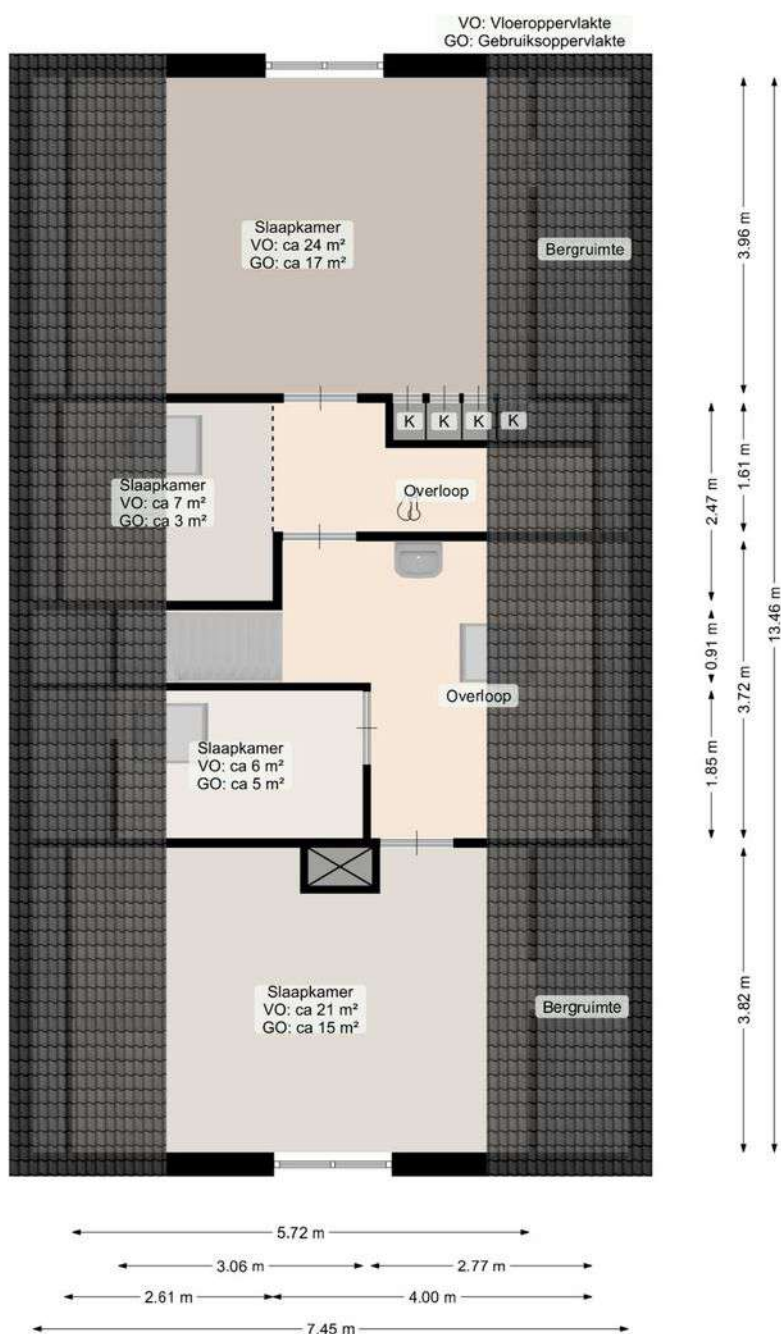 VO: Vloeroppervlakte
GO: Gebruiksoppervlakte
Slaapkamer
VO: ca 24 m²
GO: ca 17 m²
Bergruimte
3.96 m
K K K K
Overloop
Slaapkamer
VO: ca 7 m²
GO: ca 3 m²
1.61 m
2.47 m
13.46 m
0.91 m
3.72 m
Overloop
Slaapkamer
VO: ca 6 m²
GO: ca 5 m²
1.85 m
Slaapkamer
VO: ca 21 m²
GO: ca 15 m²
Bergruimte
3.82 m
5.72 m
3.06 m
2.77 m
2.61 m
4.00 m
7.45 m